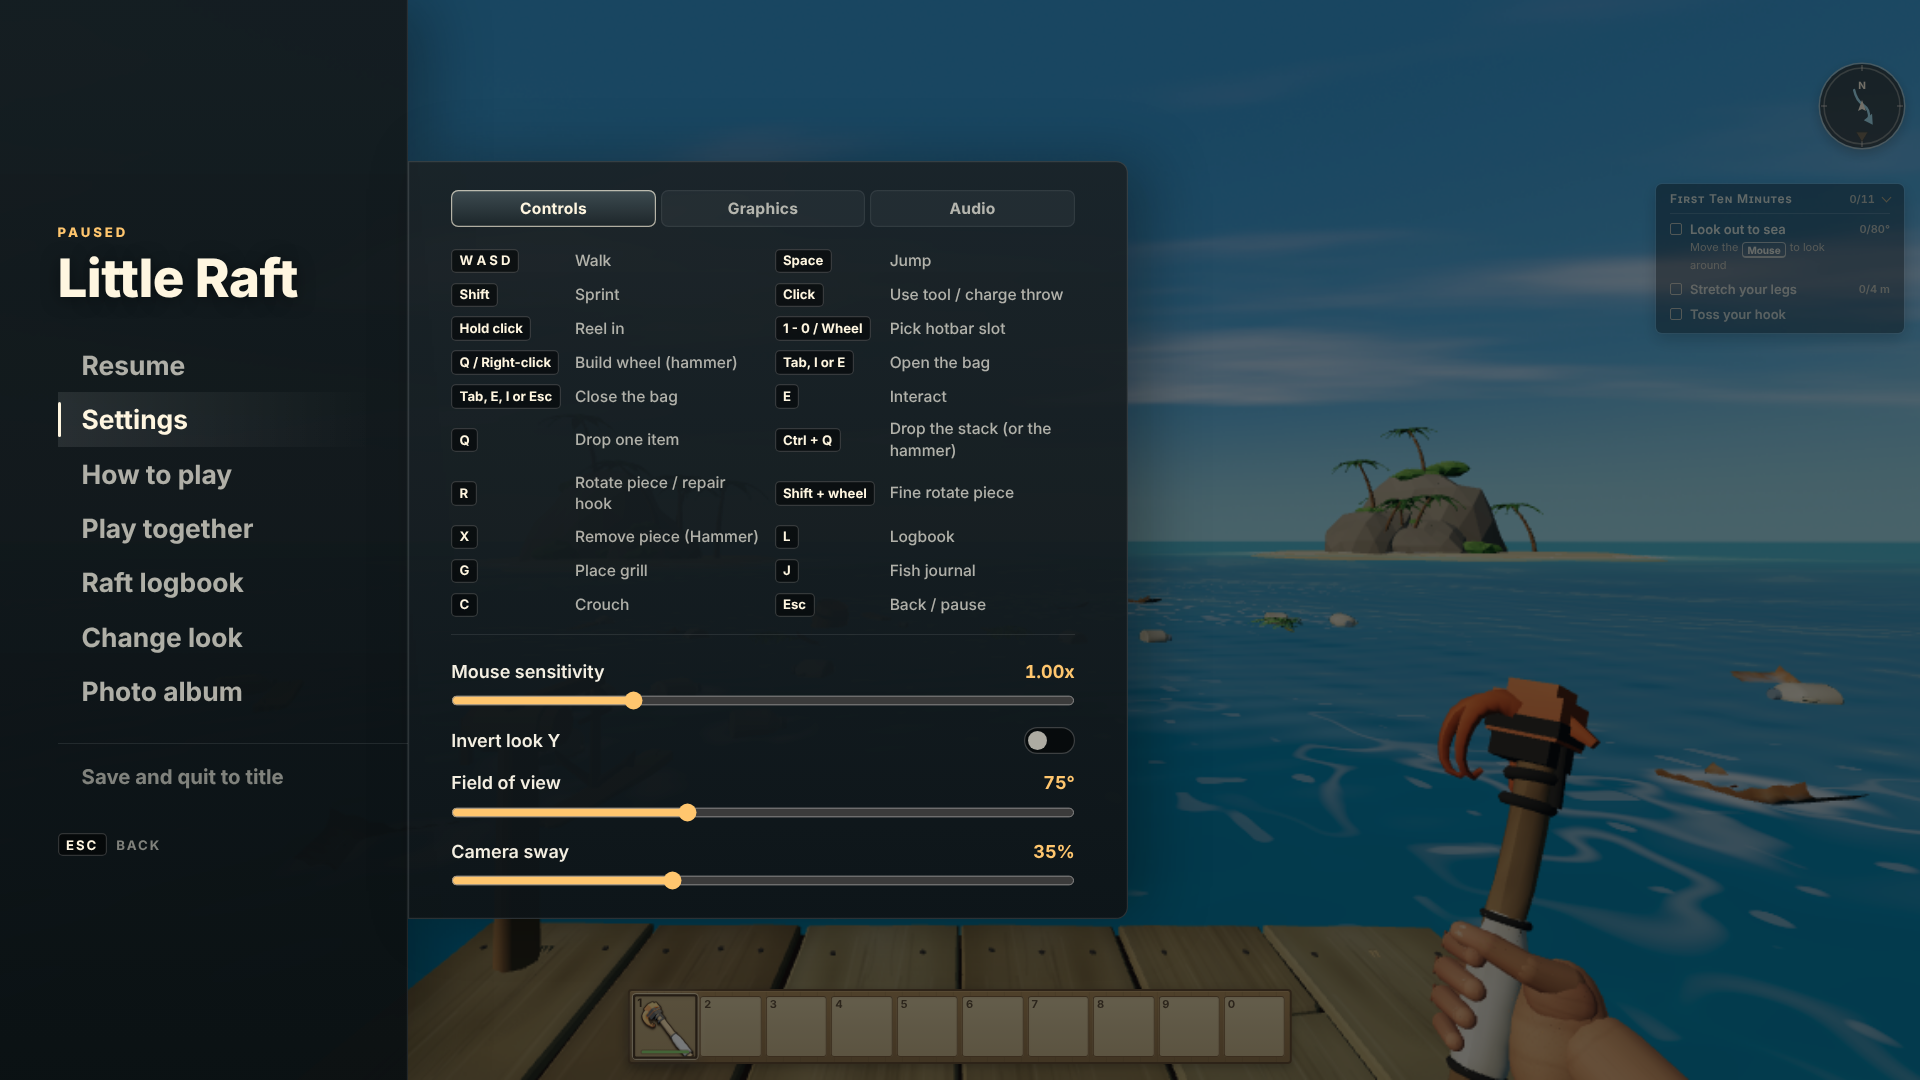 PAUSED
Little Raft
Resume
Settings
How to play
Play together
Raft logbook
Change look
Photo album
Save and quit to title
ESC BACK
Controls Graphics Audio
W A S D Walk Space Jump
Shift Sprint Click Use tool / charge throw
Hold click Reel in 1 - 0 / Wheel Pick hotbar slot
Q / Right-click Build wheel (hammer) Tab, I or E Open the bag
Tab, E, I or Esc Close the bag E Interact
Q Drop one item Ctrl + Q Drop the stack (or the
hammer)
R Rotate piece / repair
hook
Shift + wheel Fine rotate piece
X Remove piece (Hammer) L Logbook
G Place grill J Fish journal
C Crouch Esc Back / pause
Mouse sensitivity 1.00x
Invert look Y
Field of view 75°
Camera sway 35%
N
First Ten Minutes 0/11
Look out to sea 0/80°
Move the Mouse to look
around
Stretch your legs 0/4 m
Toss your hook
1 2 3 4 5 6 7 8 9 0